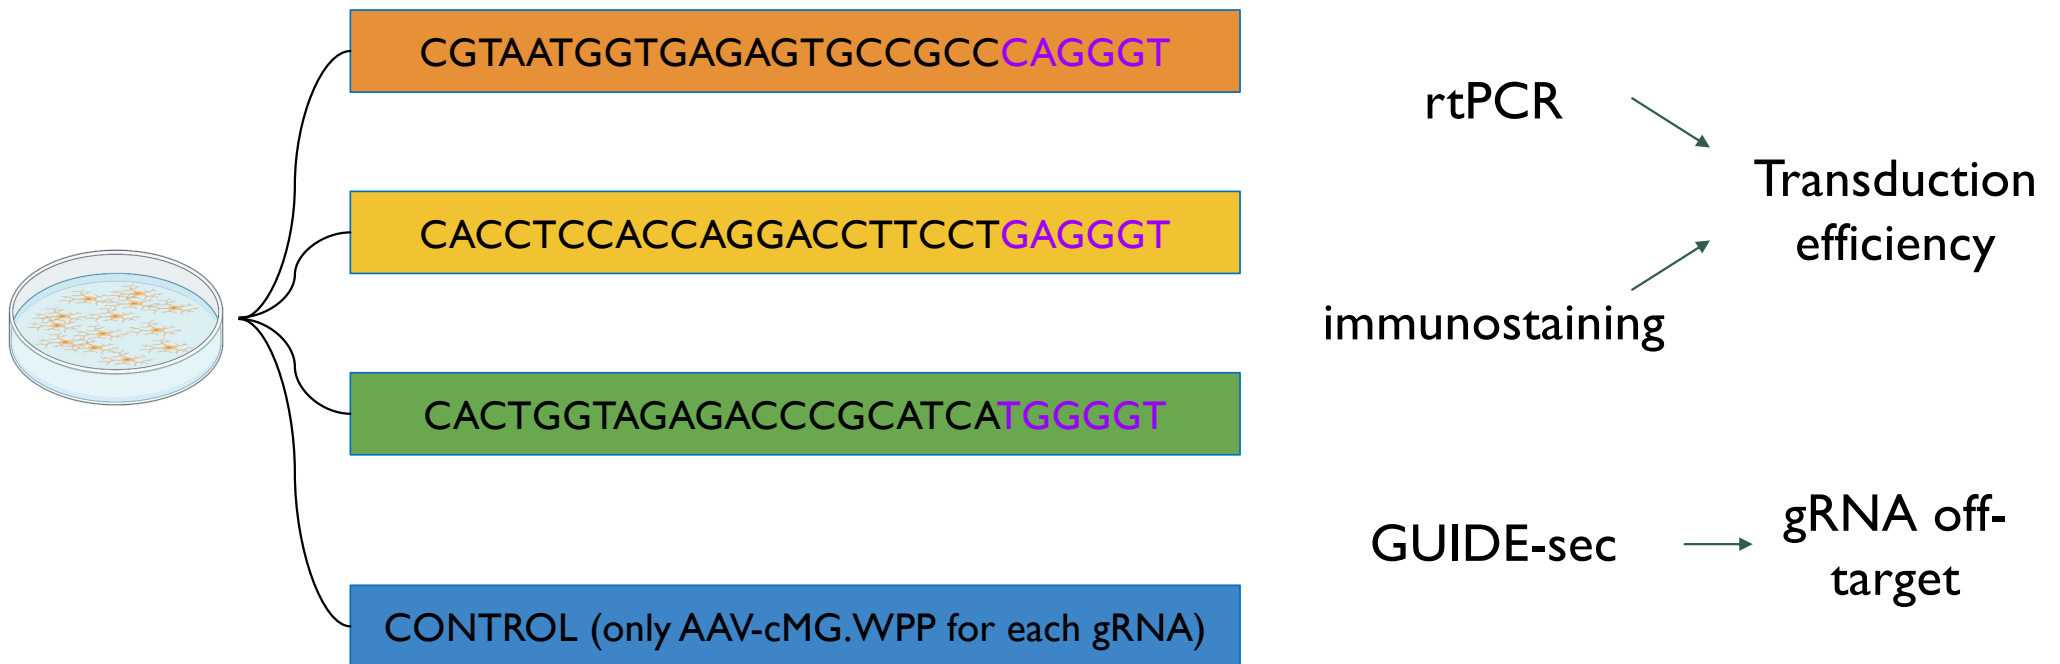 CGTAATGGTGAGAGTGCCGCCCAGGGT
CACCTCCACCAGGACCTTCCTGAGGGT
CACTGGTAGAGACCCGCATCATGGGGT
CONTROL (only AAV-cMG.WPP for each gRNA)
rtPCR
immunostaining
Transduction
efficiency
GUIDE-sec
gRNA off-
target